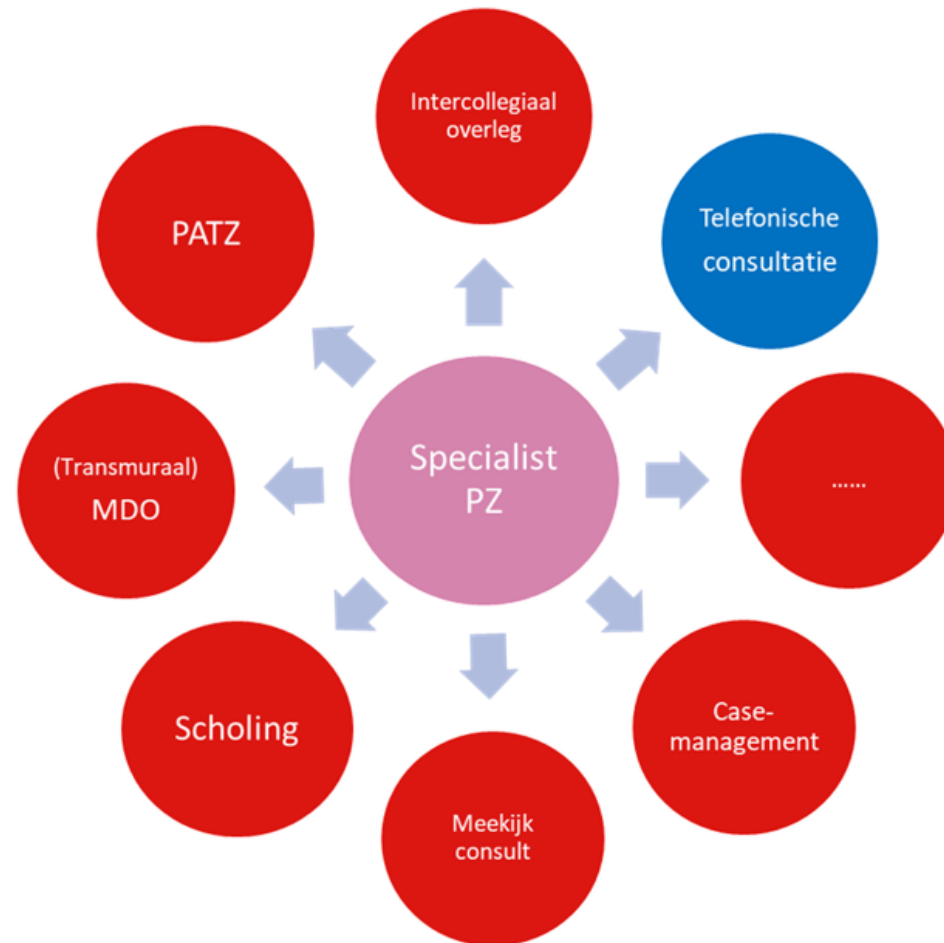 Intercollegiaal
overleg
Telefonische
consultatie
PATZ
Specialist
PZ
(Transmuraal)
MDO
......
Scholing
Case-
management
Meekijk
consult